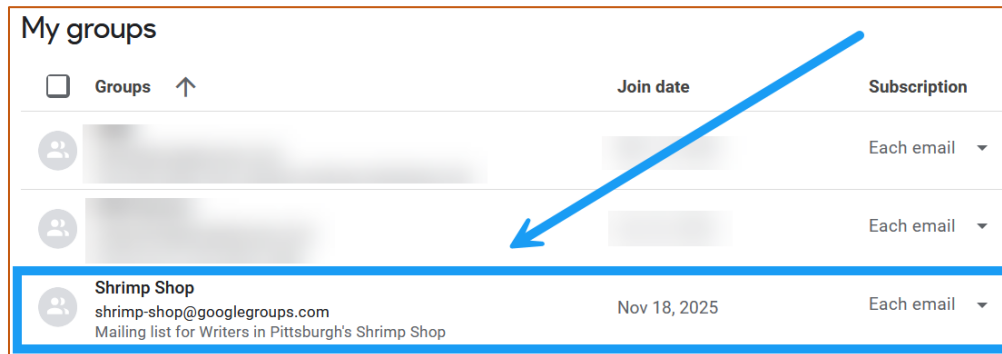 My groups
Groups Join date Subscription
Each email
Each email
Shrimp Shop
shrimp-shop@googlegroups.com Nov 18, 2025 Each email
Mailing list for Writers in Pittsburgh's Shrimp Shop